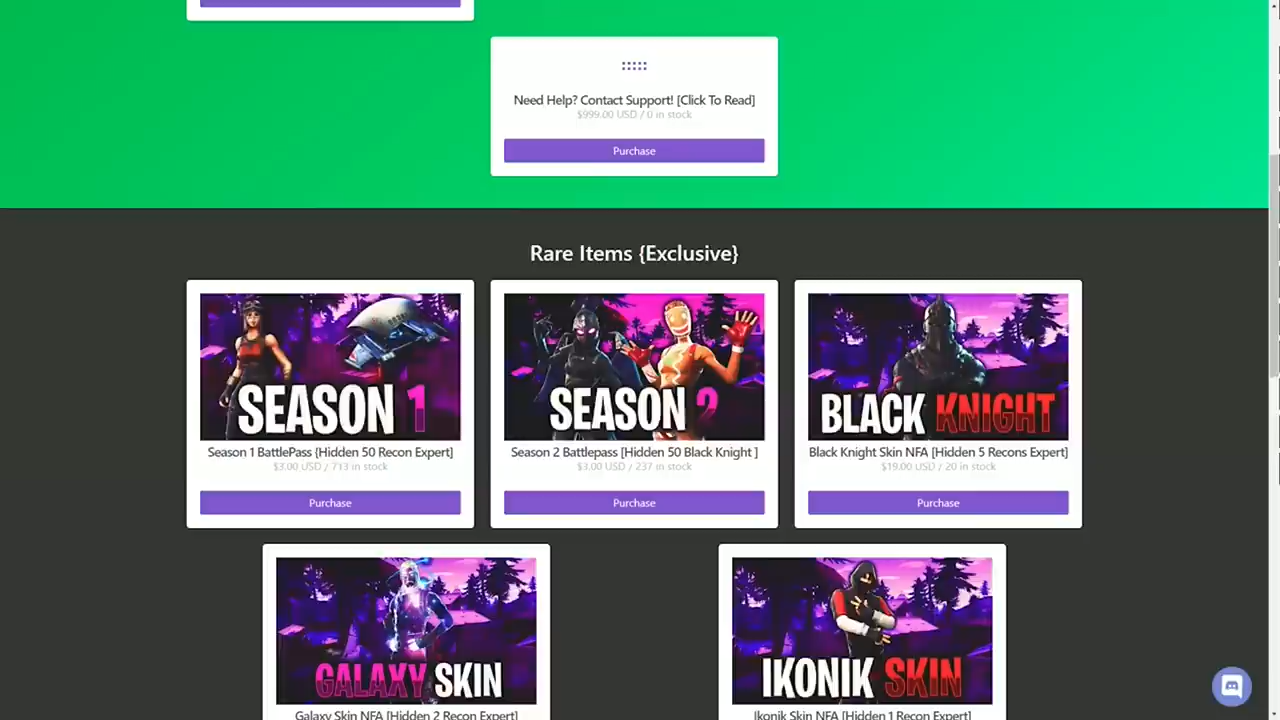 Need Help? Contact Support! [Click To Read]
$999.00 USD / 0 in stock
Purchase
Rare Items {Exclusive}
SEASON 1
Season 1 BattlePass {Hidden 50 Recon Expert]
$3.00 USD / 713 in stock
Purchase
SEASON 2
Season 2 Battlepass [Hidden 50 Black Knight ]
$3.00 USD / 237 in stock
Purchase
BLACK KNIGHT
Black Knight Skin NFA [Hidden 5 Recons Expert]
$19.00 USD / 20 in stock
Purchase
GALAXY SKIN
Galaxy Skin NFA [Hidden 2 Recon Expert]
IKONIK SKIN
Ikonik Skin NFA [Hidden 1 Recon Expert]